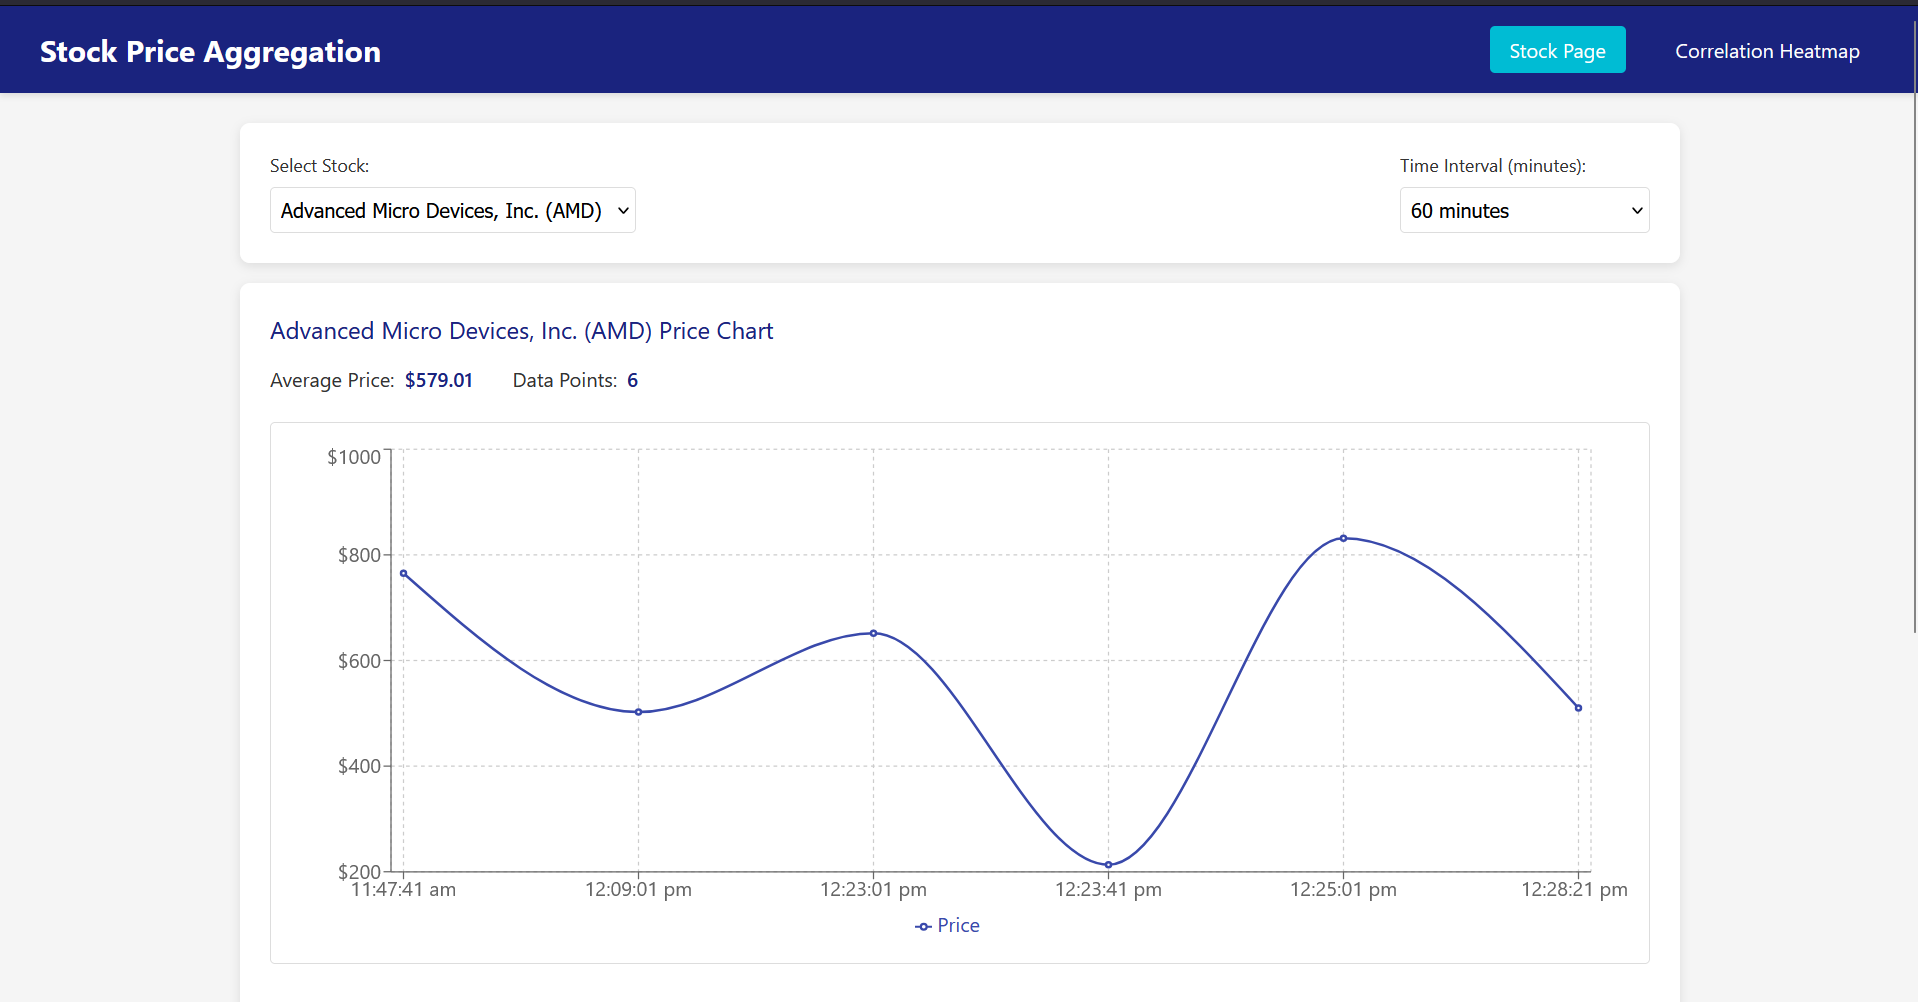 Stock Price Aggregation
Stock Page
Correlation Heatmap
Select Stock:
Time Interval (minutes):
Advanced Micro Devices, Inc. (AMD)
60 minutes
Advanced Micro Devices, Inc. (AMD) Price Chart
Average Price: $579.01 Data Points: 6
$1000
$800
$600
$400
$200
11:47:41 am 12:09:01 pm 12:23:01 pm 12:23:41 pm 12:25:01 pm 12:28:21 pm
Price